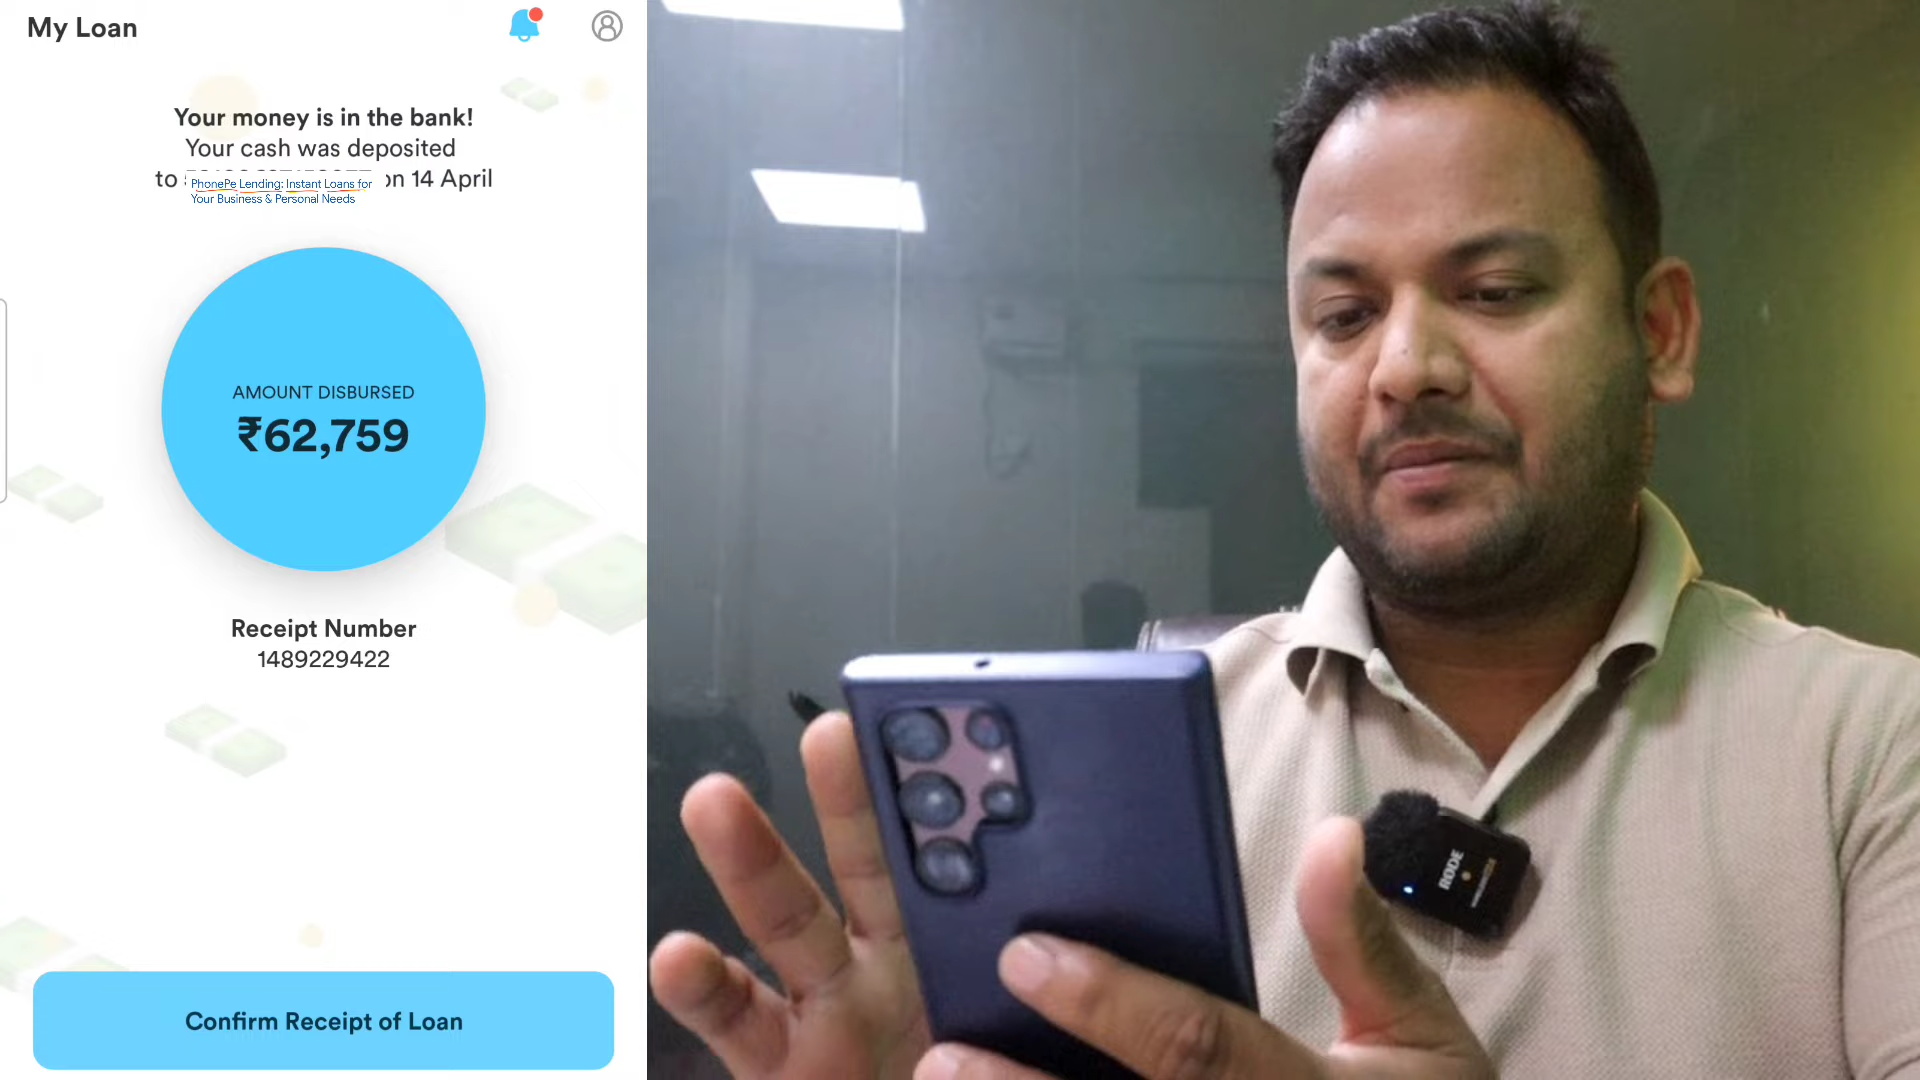 My Loan
Your money is in the bank!
Your cash was deposited
to on 14 April
PhonePe Lending: Instant Loans for
Your Business & Personal Needs
AMOUNT DISBURSED
₹62,759
Receipt Number
1489229422
Confirm Receipt of Loan
RØDE